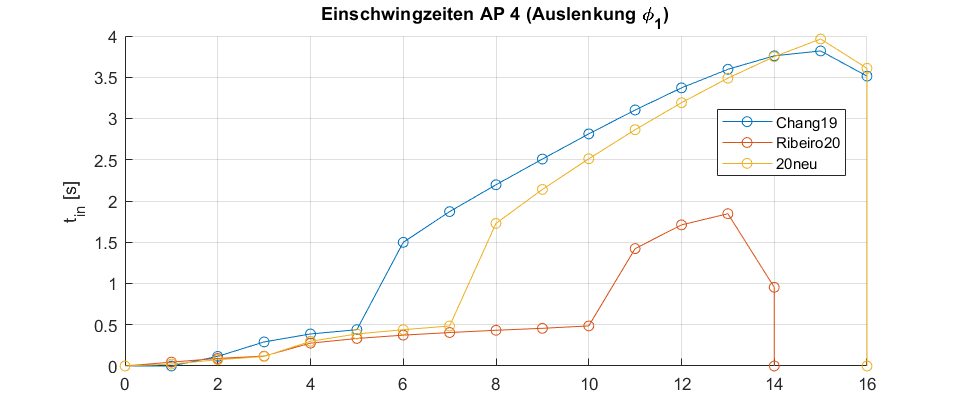 Einschwingzeiten AP 4 (Auslenkung ϕ1)
t_in [s]
4
3.5
3
2.5
2
1.5
1
0.5
0
0 2 4 6 8 10 12 14 16
Chang19
Ribeiro20
20neu